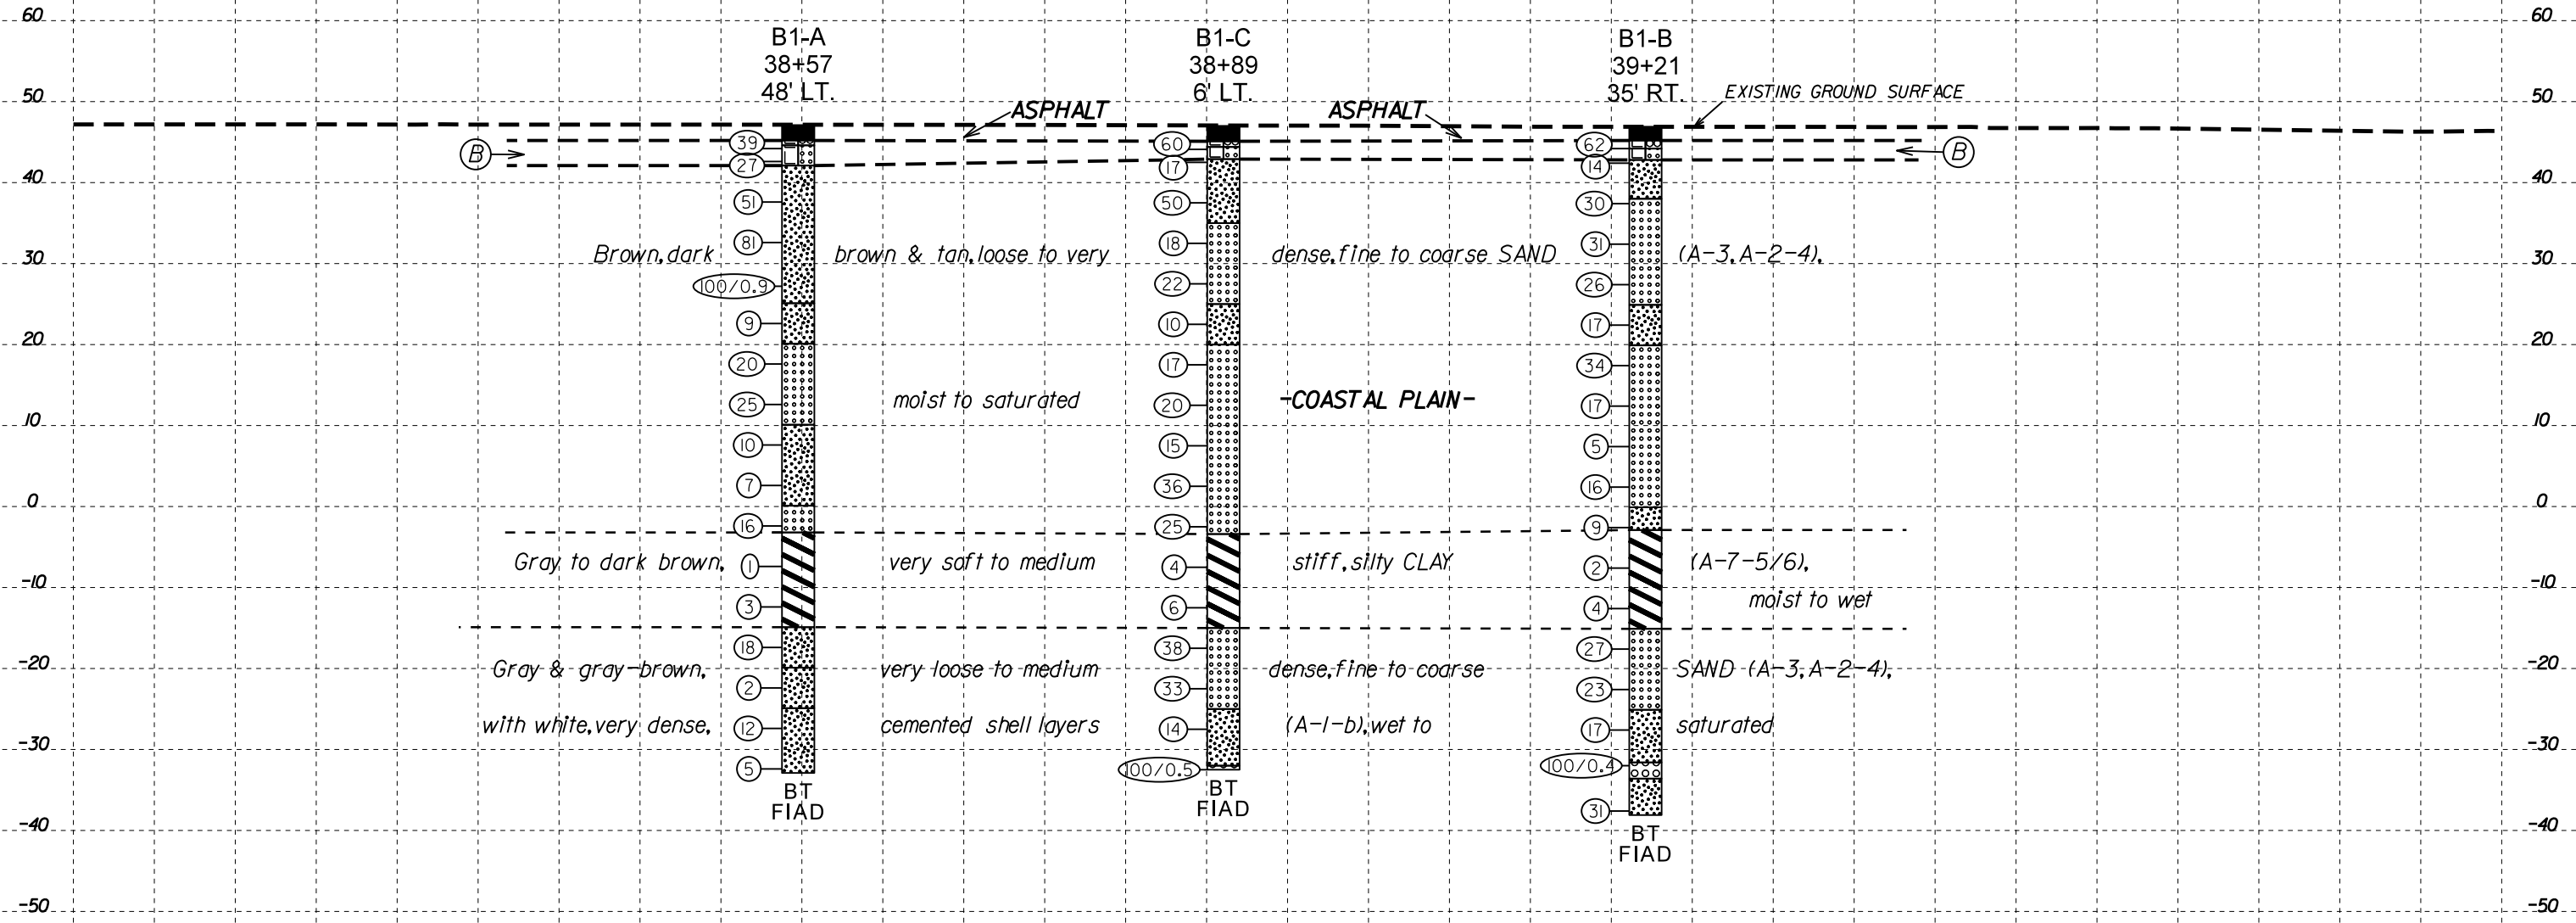 60 60
B1-A B1-C B1-B
38+57 38+89 39+21
48' LT. 6' LT. 35' RT.
EXISTING GROUND SURFACE
50 50
ASPHALT ASPHALT
39 60 62
B B
27 17 14
40 40
51 50 30
81 18 31
Brown, dark brown & tan, loose to very dense, fine to coarse SAND (A-3, A-2-4),
30 30
100/0.9 22 26
9 10 17
20 20
20 17 34
moist to saturated -COASTAL PLAIN-
25 20 17
10 10
10 15 5
7 36 16
0 0
16 25 9
Gray to dark brown, very soft to medium stiff, silty CLAY (A-7-5/6),
1 4 2
-10 -10
moist to wet
3 6 4
18 38 27
-20 -20
Gray & gray-brown, very loose to medium dense, fine to coarse SAND (A-3, A-2-4),
2 33 23
with white, very dense, cemented shell layers (A-1-b), wet to saturated
12 14 17
-30 -30
5 100/0.5 100/0.4
BT BT
FIAD FIAD
31
-40 -40
BT
FIAD
-50 -50